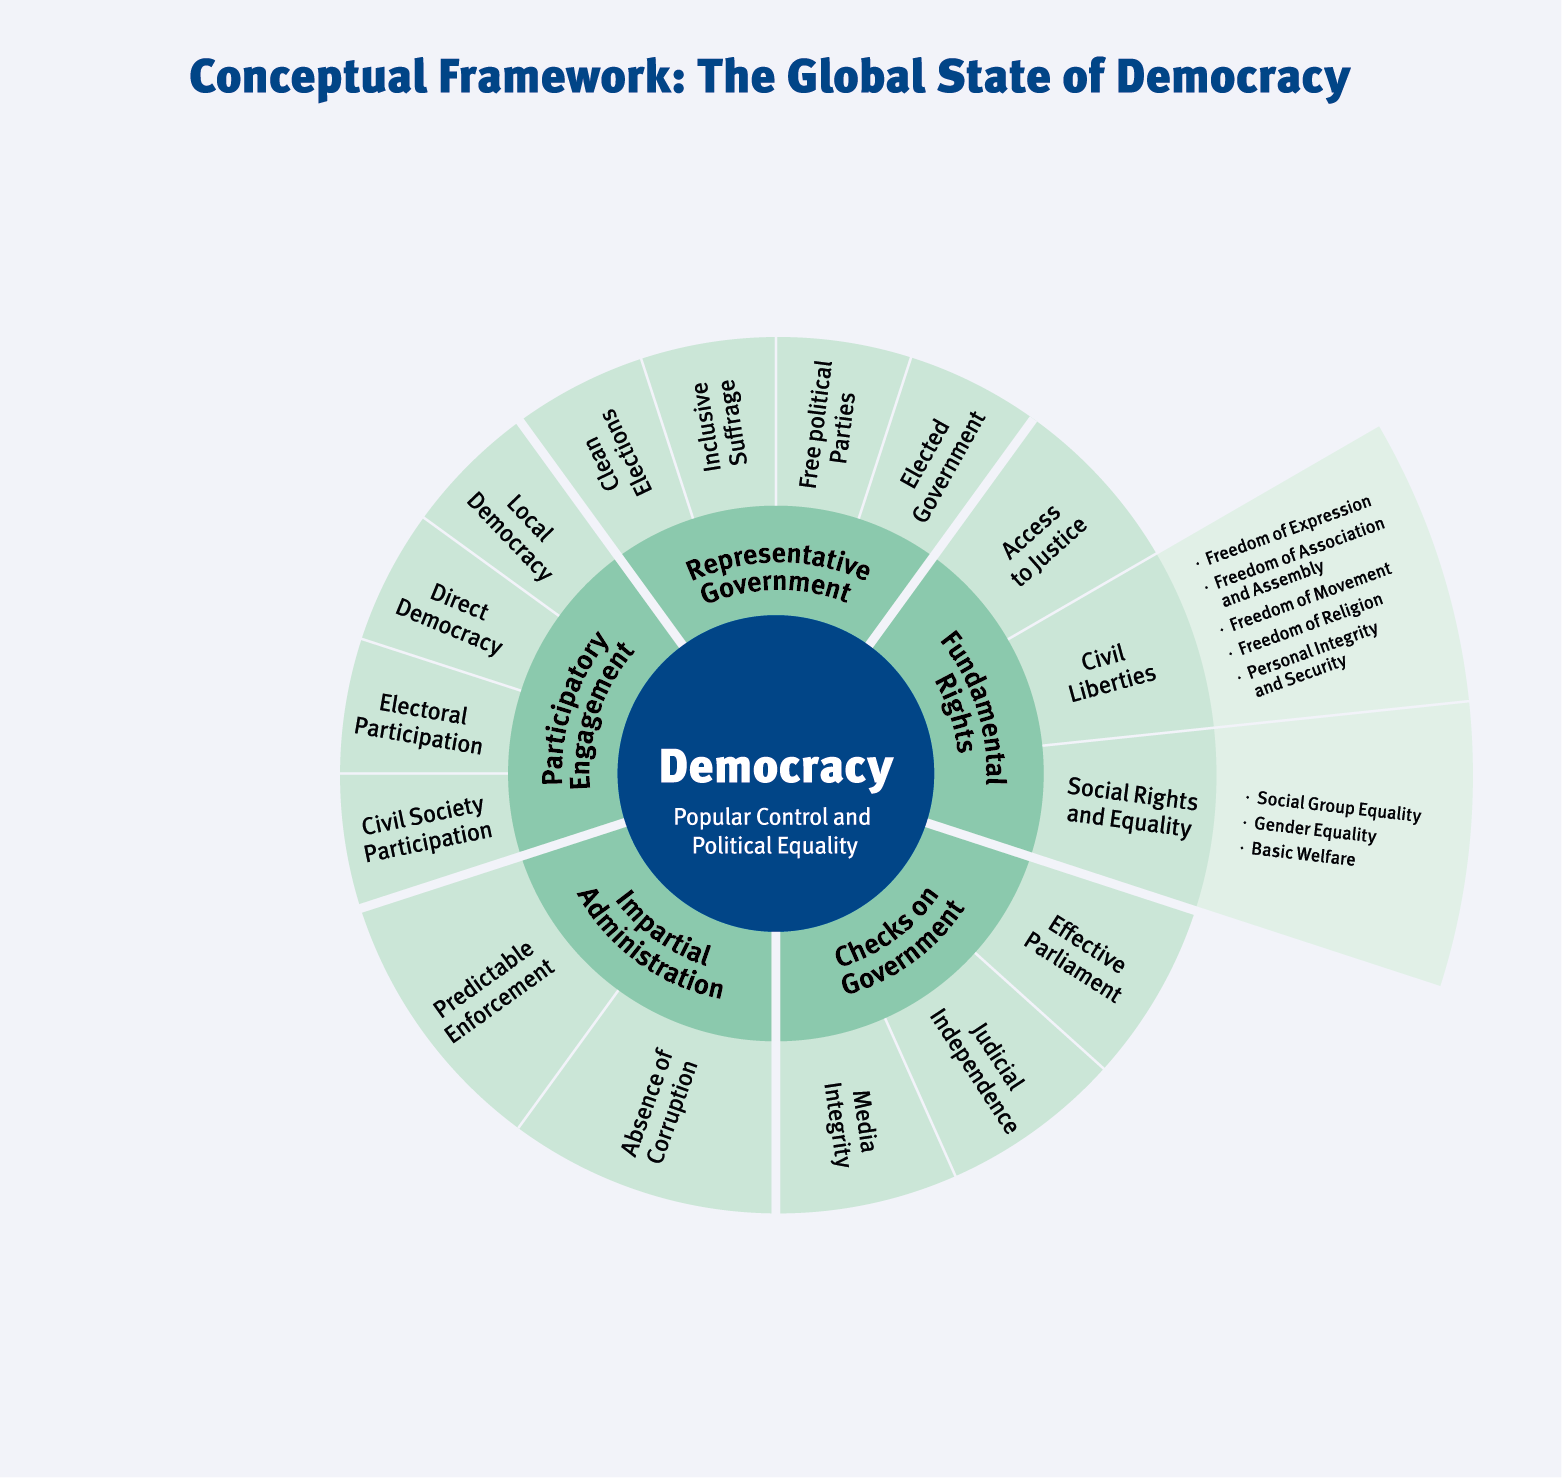 Conceptual Framework: The Global State of Democracy
Democracy
Popular Control and
Political Equality
Representative
Government
Clean
Elections
Inclusive
Suffrage
Free political
Parties
Elected
Government
Fundamental
Rights
Access
to Justice
Civil
Liberties
· Freedom of Expression
· Freedom of Association
and Assembly
· Freedom of Movement
· Freedom of Religion
· Personal Integrity
and Security
Social Rights
and Equality
· Social Group Equality
· Gender Equality
· Basic Welfare
Checks on
Government
Effective
Parliament
Judicial
Independence
Media
Integrity
Impartial
Administration
Absence of
Corruption
Predictable
Enforcement
Participatory
Engagement
Civil Society
Participation
Electoral
Participation
Direct
Democracy
Local
Democracy